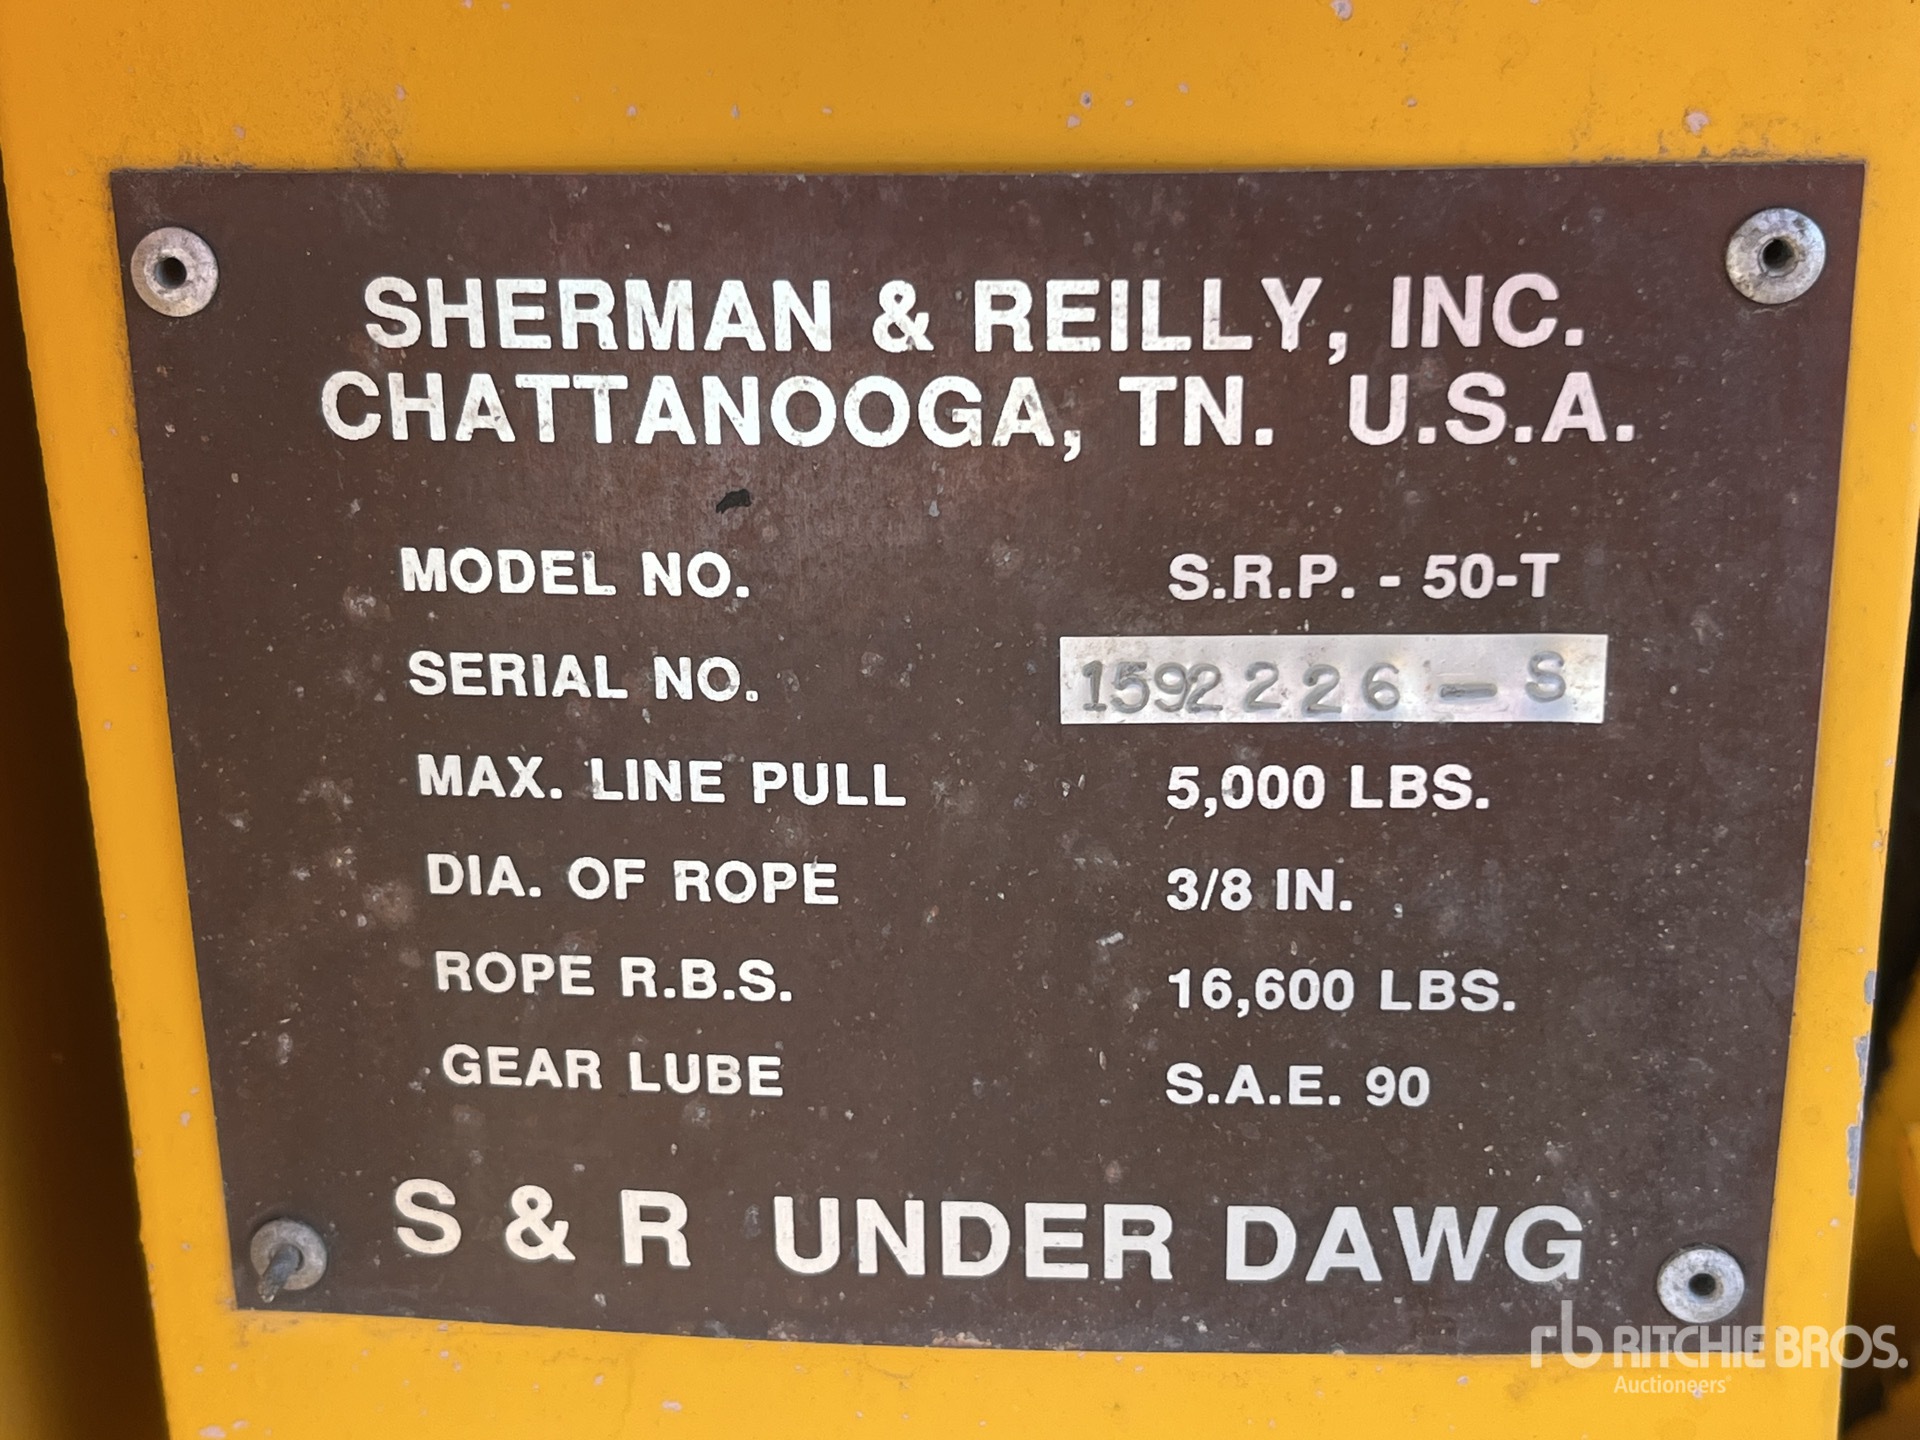 SHERMAN & REILLY, INC.
CHATTANOOGA, TN. U.S.A.
MODEL NO. S.R.P. - 50-T
SERIAL NO. 1592226-S
MAX. LINE PULL 5,000 LBS.
DIA. OF ROPE 3/8 IN.
ROPE R.B.S. 16,600 LBS.
GEAR LUBE S.A.E. 90
S & R UNDER DAWG
rb RITCHIE BROS.
Auctioneers